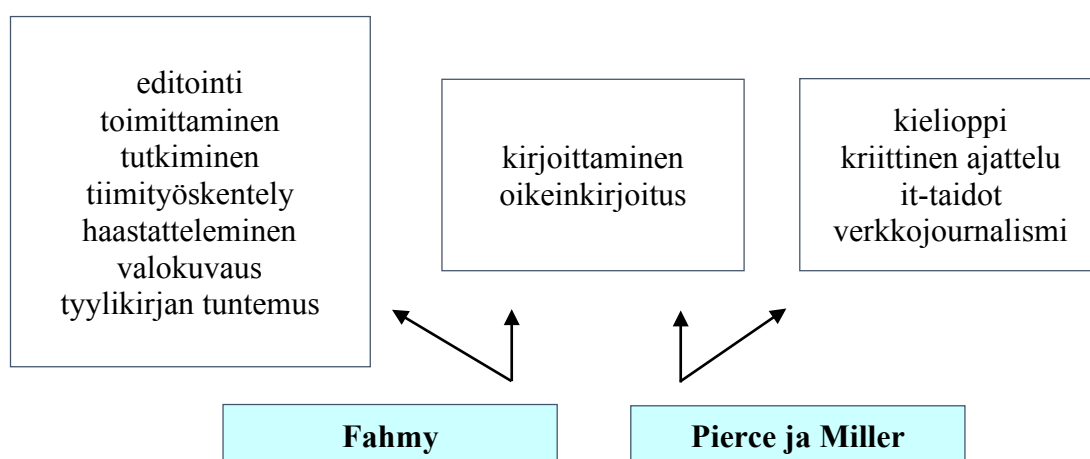 editointi
toimittaminen
tutkiminen
tiimityöskentely
haastatteleminen
valokuvaus
tyylikirjan tuntemus
kirjoittaminen
oikeinkirjoitus
kielioppi
kriittinen ajattelu
it-taidot
verkkojournalismi
Fahmy
Pierce ja Miller